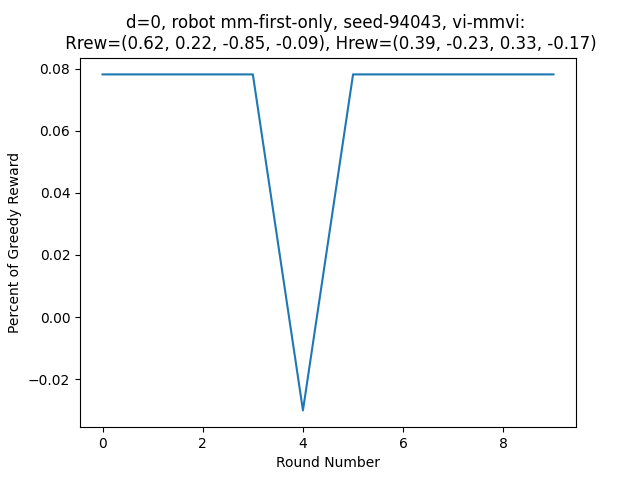 d=0, robot mm-first-only, seed-94043, vi-mmvi:
Rrew=(0.62, 0.22, -0.85, -0.09), Hrew=(0.39, -0.23, 0.33, -0.17)
0.08
0.06
0.04
0.02
0.00
−0.02
Percent of Greedy Reward
0 2 4 6 8
Round Number